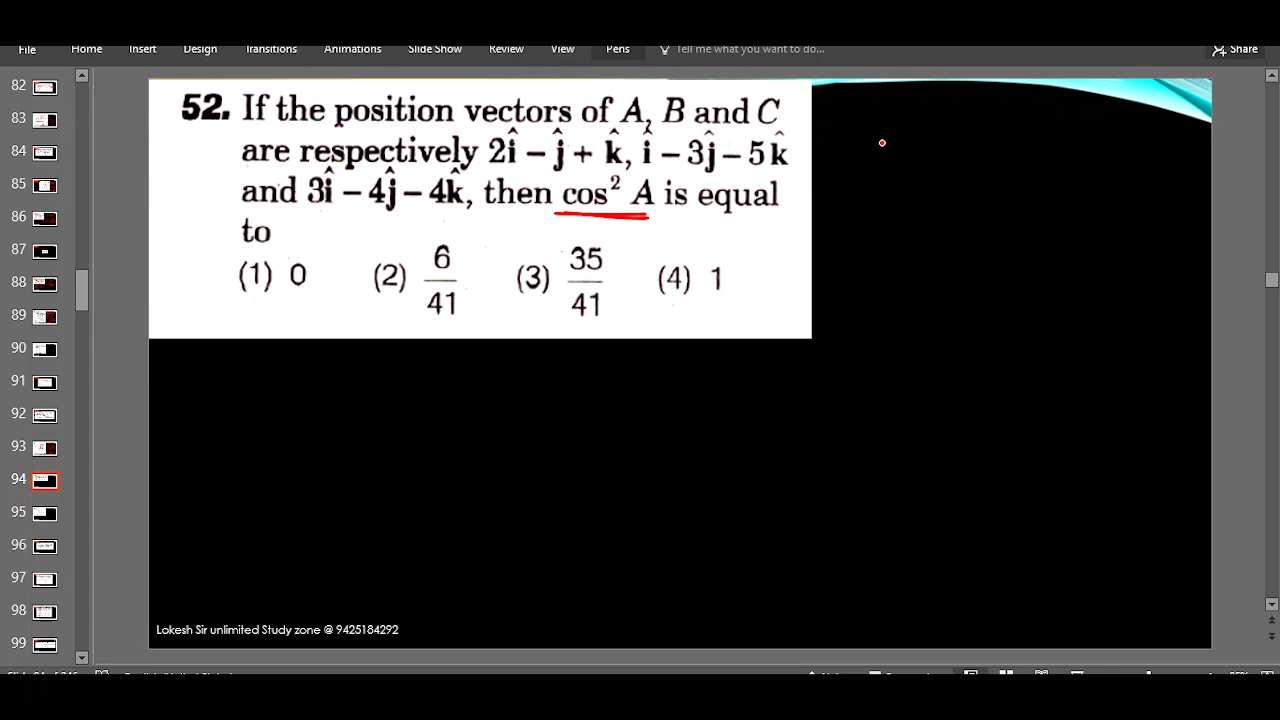 File Home Insert Design Transitions Animations Slide Show Review View Pens Tell me what you want to do... Share
82
83
84
85
86
87
88
89
90
91
92
93
94
95
96
97
98
99
52. If the position vectors of A, B and C
are respectively 2î − ĵ + k̂, î − 3ĵ − 5k̂
and 3î − 4ĵ − 4k̂, then cos² A is equal
to
(1) 0 (2) 6/41 (3) 35/41 (4) 1
Lokesh Sir unlimited Study zone @ 9425184292